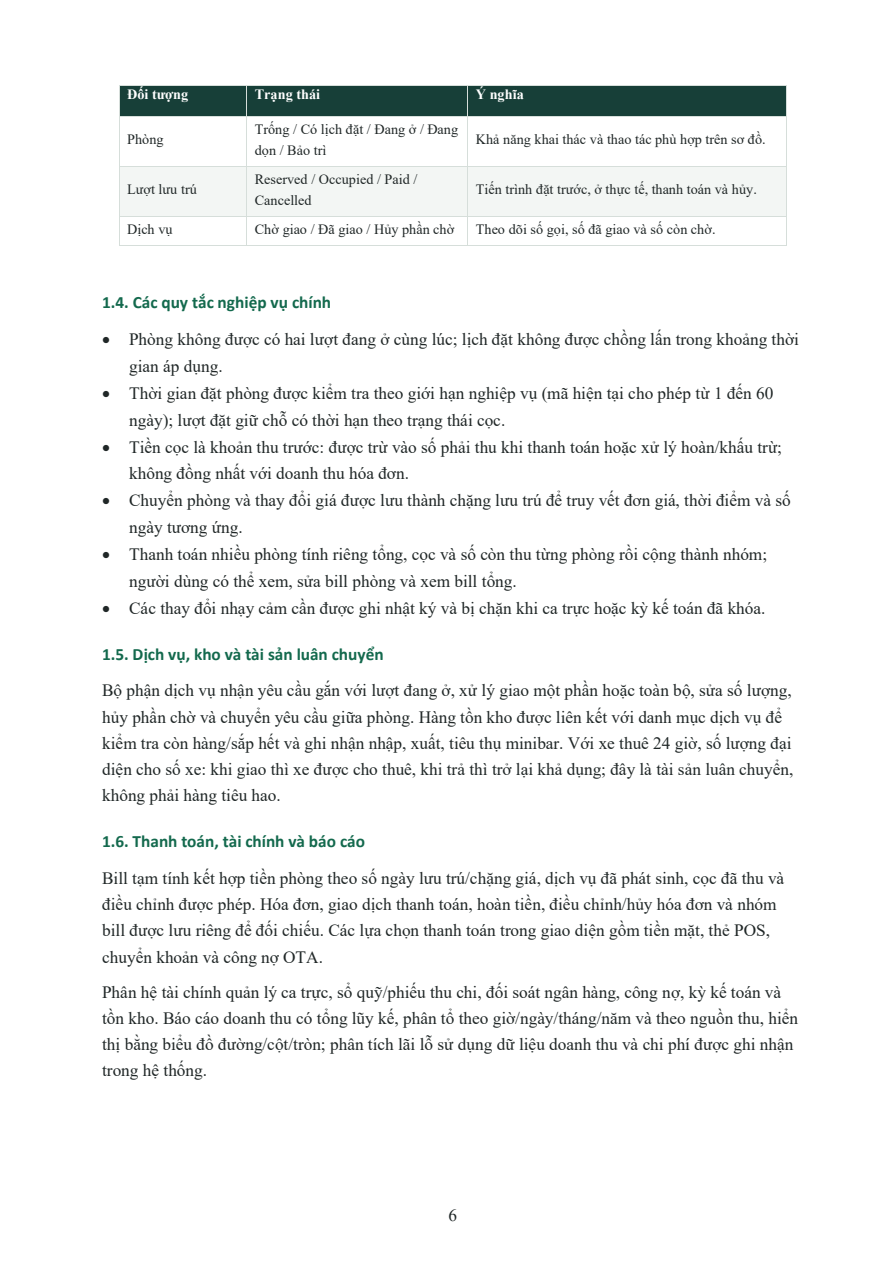 Đối tượng Trạng thái Ý nghĩa
Phòng Trống / Có lịch đặt / Đang ở / Đang dọn / Bảo trì Khả năng khai thác và thao tác phù hợp trên sơ đồ.
Lượt lưu trú Reserved / Occupied / Paid / Cancelled Tiến trình đặt trước, ở thực tế, thanh toán và hủy.
Dịch vụ Chờ giao / Đã giao / Hủy phần chờ Theo dõi số gọi, số đã giao và số còn chờ.
1.4. Các quy tắc nghiệp vụ chính
• Phòng không được có hai lượt đang ở cùng lúc; lịch đặt không được chồng lấn trong khoảng thời
gian áp dụng.
• Thời gian đặt phòng được kiểm tra theo giới hạn nghiệp vụ (mã hiện tại cho phép từ 1 đến 60
ngày); lượt đặt giữ chỗ có thời hạn theo trạng thái cọc.
• Tiền cọc là khoản thu trước: được trừ vào số phải thu khi thanh toán hoặc xử lý hoàn/khấu trừ;
không đồng nhất với doanh thu hóa đơn.
• Chuyển phòng và thay đổi giá được lưu thành chặng lưu trú để truy vết đơn giá, thời điểm và số
ngày tương ứng.
• Thanh toán nhiều phòng tính riêng tổng, cọc và số còn thu từng phòng rồi cộng thành nhóm;
người dùng có thể xem, sửa bill phòng và xem bill tổng.
• Các thay đổi nhạy cảm cần được ghi nhật ký và bị chặn khi ca trực hoặc kỳ kế toán đã khóa.
1.5. Dịch vụ, kho và tài sản luân chuyển
Bộ phận dịch vụ nhận yêu cầu gắn với lượt đang ở, xử lý giao một phần hoặc toàn bộ, sửa số lượng,
hủy phần chờ và chuyển yêu cầu giữa phòng. Hàng tồn kho được liên kết với danh mục dịch vụ để
kiểm tra còn hàng/sắp hết và ghi nhận nhập, xuất, tiêu thụ minibar. Với xe thuê 24 giờ, số lượng đại
diện cho số xe: khi giao thì xe được cho thuê, khi trả thì trở lại khả dụng; đây là tài sản luân chuyển,
không phải hàng tiêu hao.
1.6. Thanh toán, tài chính và báo cáo
Bill tạm tính kết hợp tiền phòng theo số ngày lưu trú/chặng giá, dịch vụ đã phát sinh, cọc đã thu và
điều chỉnh được phép. Hóa đơn, giao dịch thanh toán, hoàn tiền, điều chỉnh/hủy hóa đơn và nhóm
bill được lưu riêng để đối chiếu. Các lựa chọn thanh toán trong giao diện gồm tiền mặt, thẻ POS,
chuyển khoản và công nợ OTA.
Phân hệ tài chính quản lý ca trực, sổ quỹ/phiếu thu chi, đối soát ngân hàng, công nợ, kỳ kế toán và
tồn kho. Báo cáo doanh thu có tổng lũy kế, phân tổ theo giờ/ngày/tháng/năm và theo nguồn thu, hiển
thị bằng biểu đồ đường/cột/tròn; phân tích lãi lỗ sử dụng dữ liệu doanh thu và chi phí được ghi nhận
trong hệ thống.
6